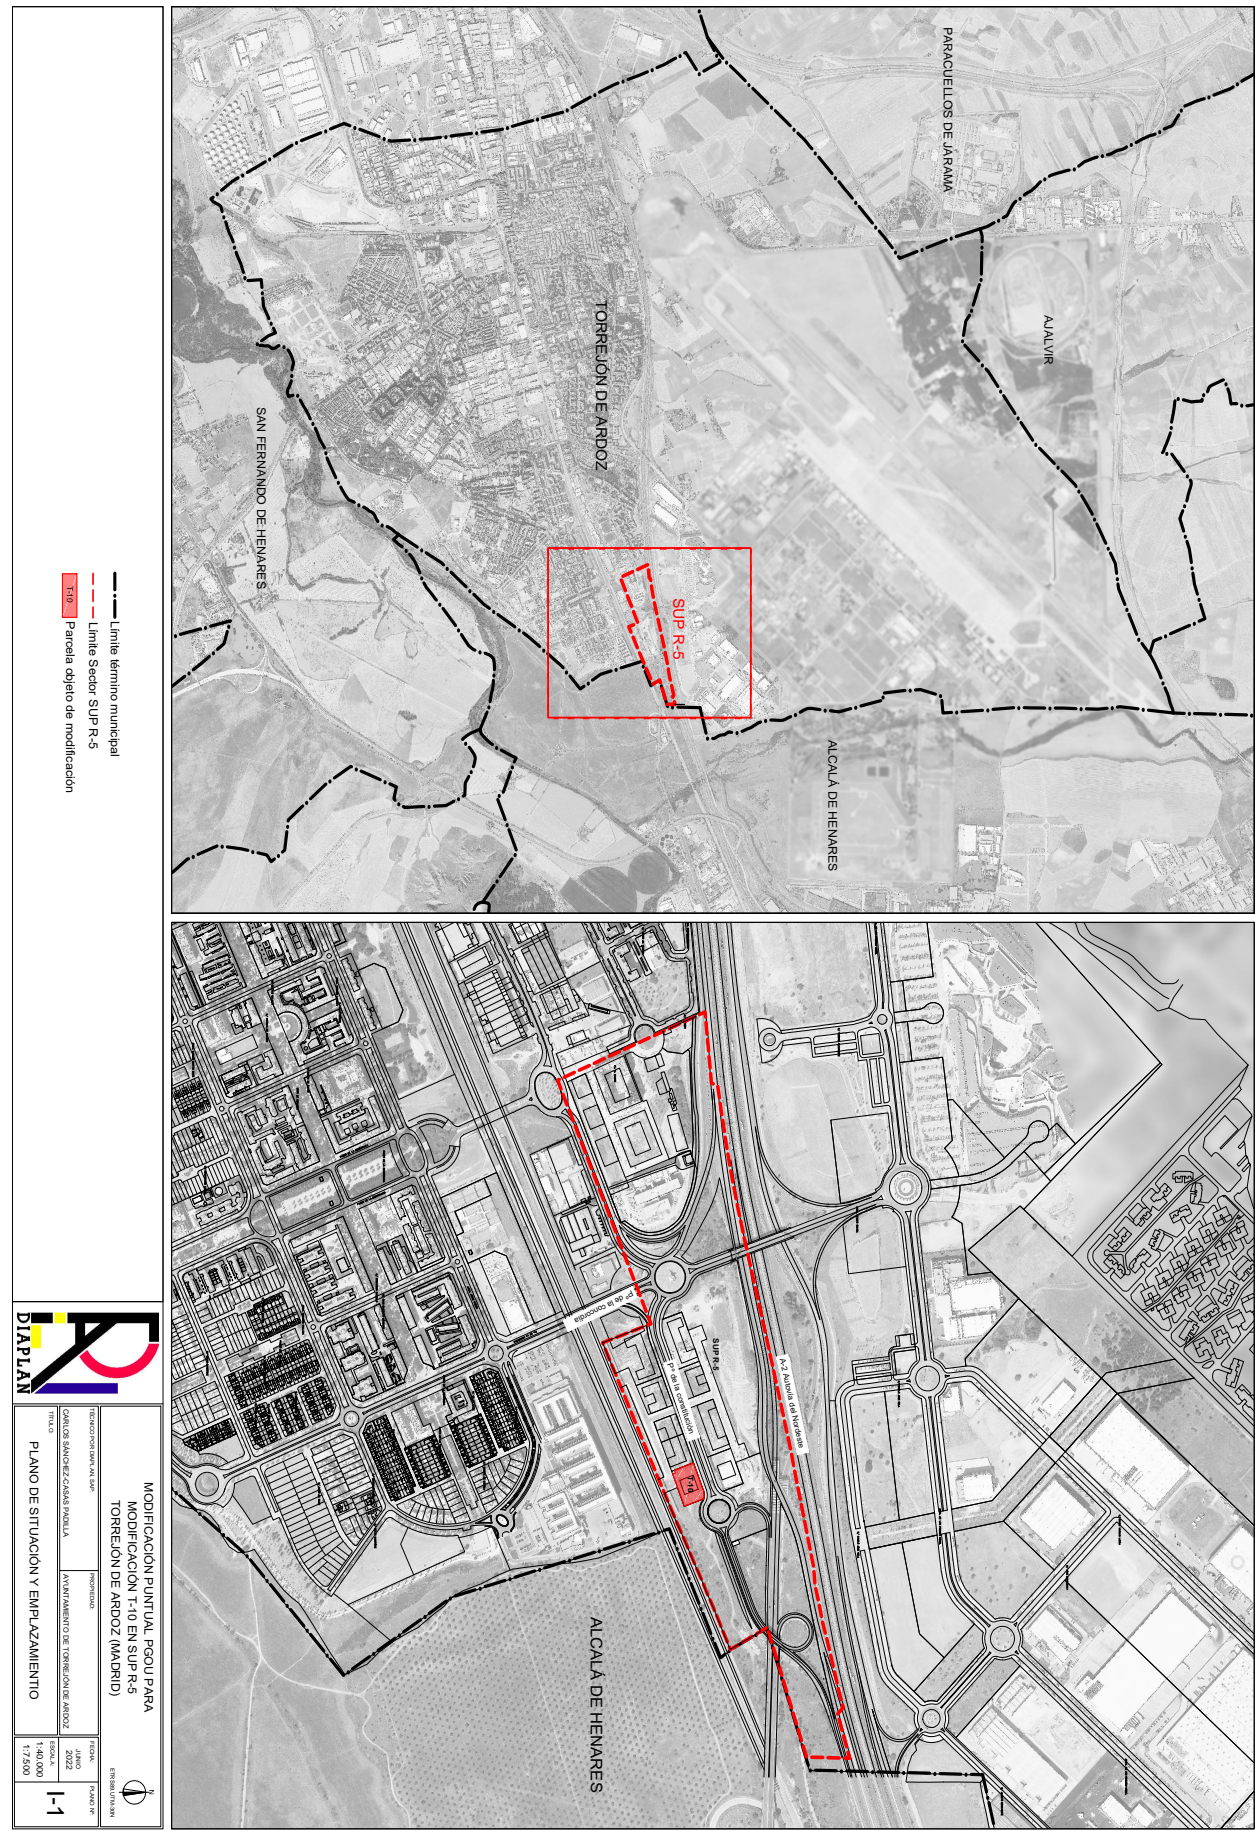 PARACUELLOS DE JARAMA
AJALVIR
TORREJÓN DE ARDOZ
SAN FERNANDO DE HENARES
SUP R-5
ALCALÁ DE HENARES
A-2 Autovía del Nordeste
SUP R-5
Pº de la constitución
Pº de la concordia
T-10
ALCALÁ DE HENARES
Límite término municipal
Límite Sector SUP R-5
T-10
Parcela objeto de modificación
DIAPLAN
MODIFICACIÓN PUNTUAL PGOU PARA
MODIFICACIÓN T-10 EN SUP R-5
TORREJÓN DE ARDOZ (MADRID)
N
ETRS89 UTM-30N
TÉCNICO POR DIAPLAN, SAP:
CARLOS SÁNCHEZ-CASAS PADILLA
PROPIEDAD:
AYUNTAMIENTO DE TORREJÓN DE ARDOZ
FECHA:
JUNIO
2022
PLANO Nº:
I-1
TÍTULO:
PLANO DE SITUACIÓN Y EMPLAZAMIENTO
ESCALA:
1:40.000
1:7.500